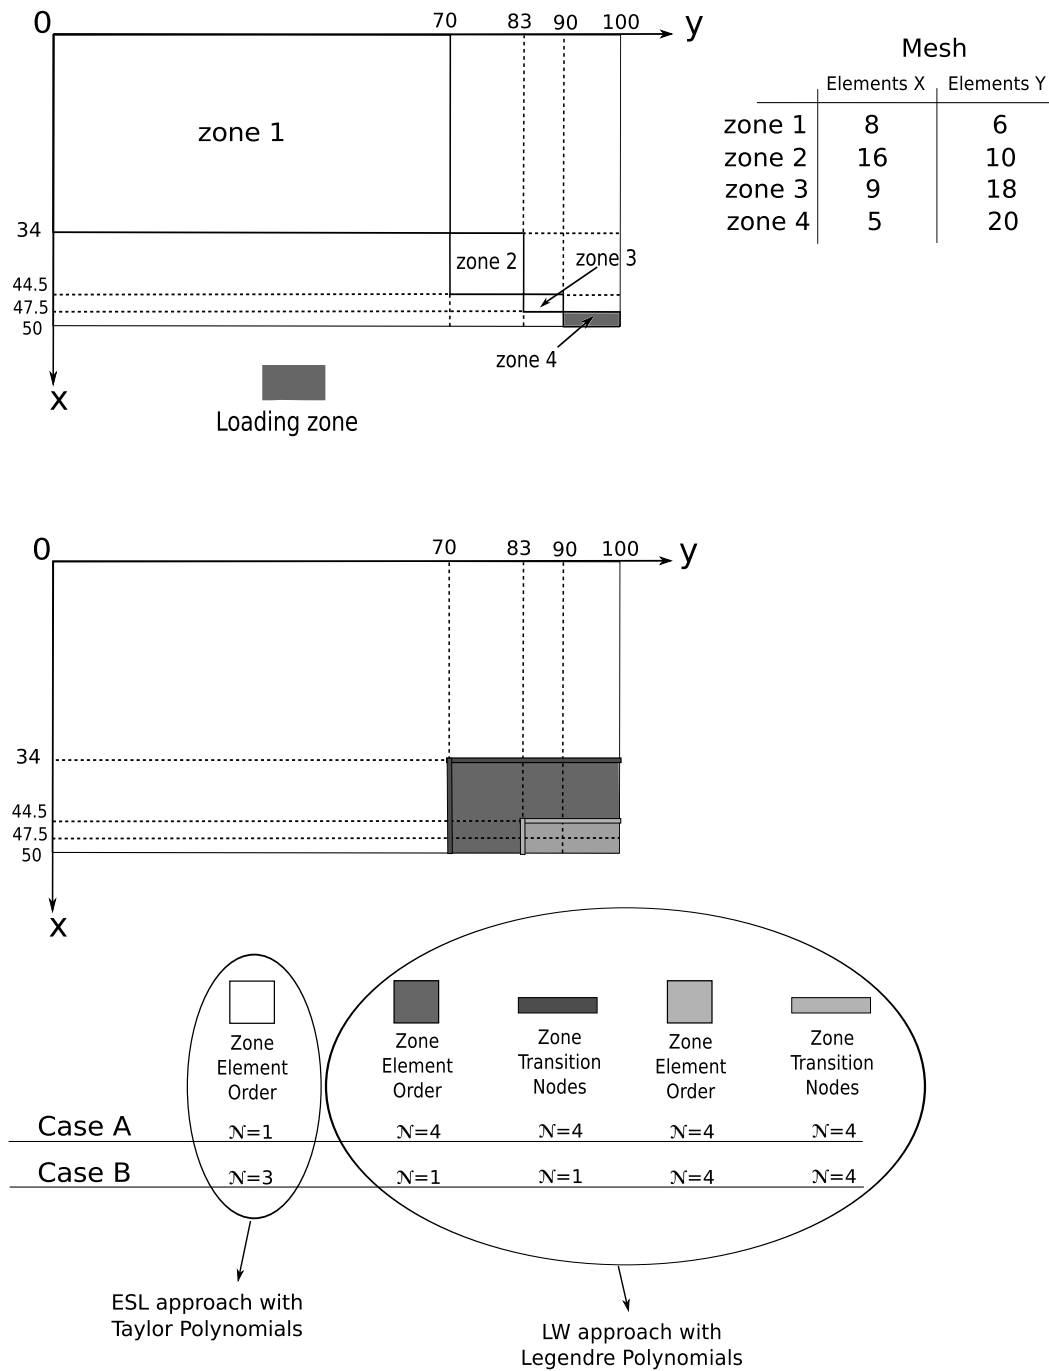 0 70 83 90 100 y
zone 1
34
zone 2 zone 3
44.5
47.5
50
zone 4
x
Loading zone
Mesh
Elements X Elements Y
zone 1 8 6
zone 2 16 10
zone 3 9 18
zone 4 5 20
0 70 83 90 100 y
34
44.5
47.5
50
x
Zone Element Order
Zone Element Order
Zone Transition Nodes
Zone Element Order
Zone Transition Nodes
Case A 𝒩=1 𝒩=4 𝒩=4 𝒩=4 𝒩=4
Case B 𝒩=3 𝒩=1 𝒩=1 𝒩=4 𝒩=4
ESL approach with
Taylor Polynomials
LW approach with
Legendre Polynomials